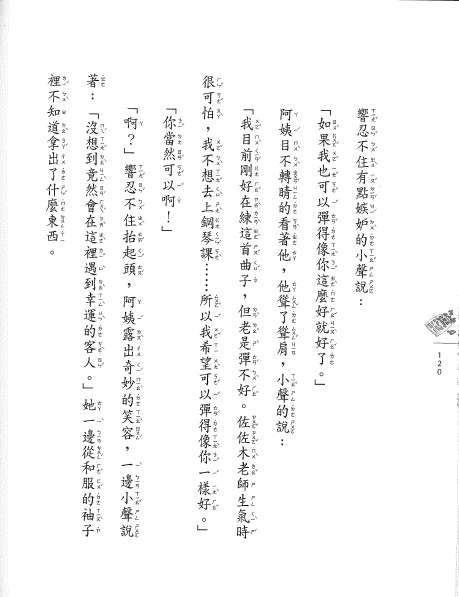 響忍不住有點嫉妒的小聲說：
「如果我也可以彈得像你這麼好就好了。」
阿姨目不轉睛的看著他，他聳了聳肩，小聲的說：
「我目前剛好在練這首曲子，但老是彈不好。佐佐木老師生氣時
很可怕，我不想去上鋼琴課……所以我希望可以彈得像你一樣好。」
「你當然可以啊！」
「啊？」響忍不住抬起頭，阿姨露出奇妙的笑容，一邊小聲說
著：「沒想到竟然會在這裡遇到幸運的客人。」她一邊從和服的袖子
裡不知道拿出了什麼東西。
120